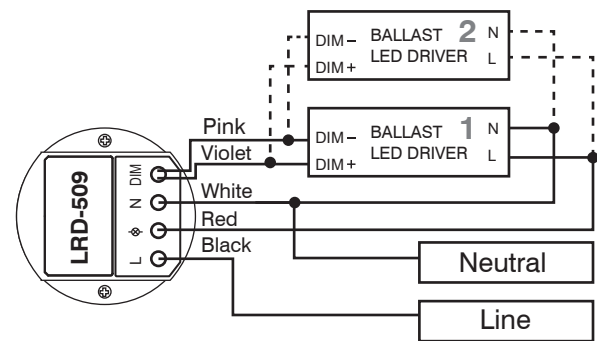 DIM – BALLAST 2 N
DIM + LED DRIVER L
DIM – BALLAST 1 N
DIM + LED DRIVER L
Pink
Violet
White
Red
Black
LRD-509
DIM
N
L
Neutral
Line